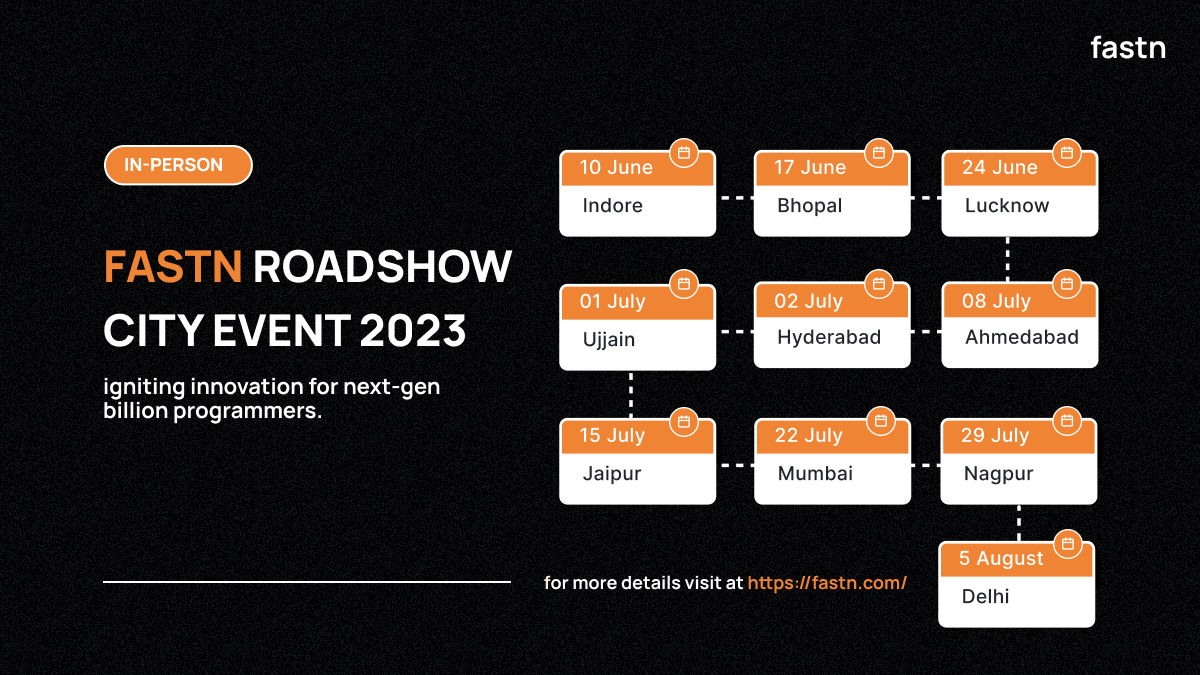 fastn
IN-PERSON
FASTN ROADSHOW
CITY EVENT 2023
igniting innovation for next-gen
billion programmers.
10 June
Indore
17 June
Bhopal
24 June
Lucknow
01 July
Ujjain
02 July
Hyderabad
08 July
Ahmedabad
15 July
Jaipur
22 July
Mumbai
29 July
Nagpur
5 August
Delhi
for more details visit at https://fastn.com/